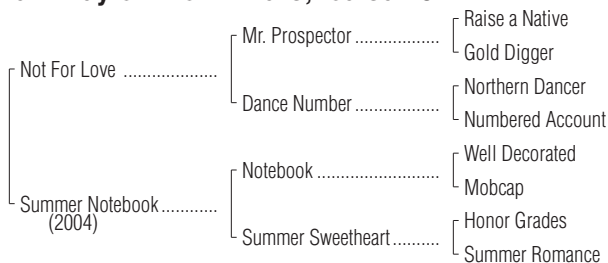 Raise a Native
Mr. Prospector ..................
Gold Digger
Not For Love ....................
Northern Dancer
Dance Number ..................
Numbered Account
Well Decorated
Notebook ..........................
Mobcap
Summer Notebook ............
(2004)
Honor Grades
Summer Sweetheart ..........
Summer Romance